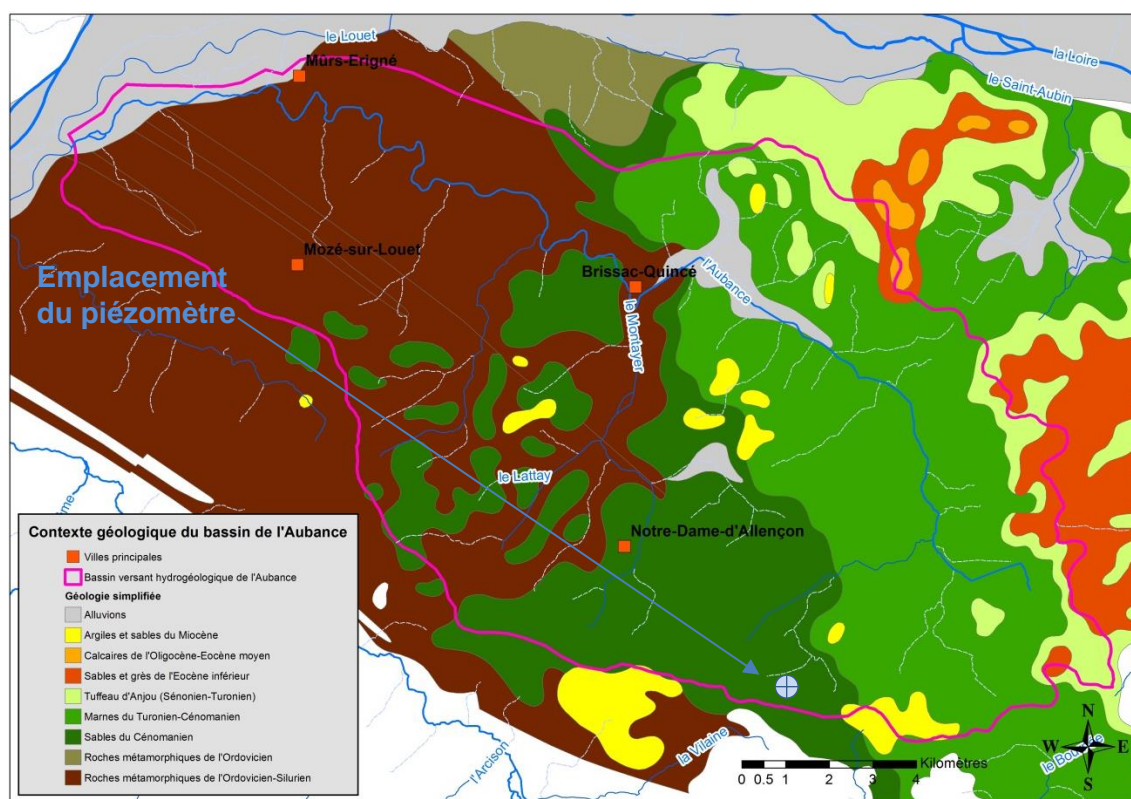 le Louet
Mûrs-Erigné
la Loire
le Saint-Aubin
Mozé-sur-Louet
Emplacement
du piézomètre
Brissac-Quincé
l'Aubance
le Montayer
le Lattay
Notre-Dame-d'Allençon
Contexte géologique du bassin de l'Aubance
Villes principales
Bassin versant hydrogéologique de l'Aubance
Géologie simplifiée
Alluvions
Argiles et sables du Miocène
Calcaires de l'Oligocène-Eocène moyen
Sables et grès de l'Eocène inférieur
Tuffeau d'Anjou (Sénonien-Turonien)
Marnes du Turonien-Cénomanien
Sables du Cénomanien
Roches métamorphiques de l'Ordovicien
Roches métamorphiques de l'Ordovicien-Silurien
l'Arcison
la Vilaine
N
W E
S
Kilomètres
0 0.5 1 2 3 4